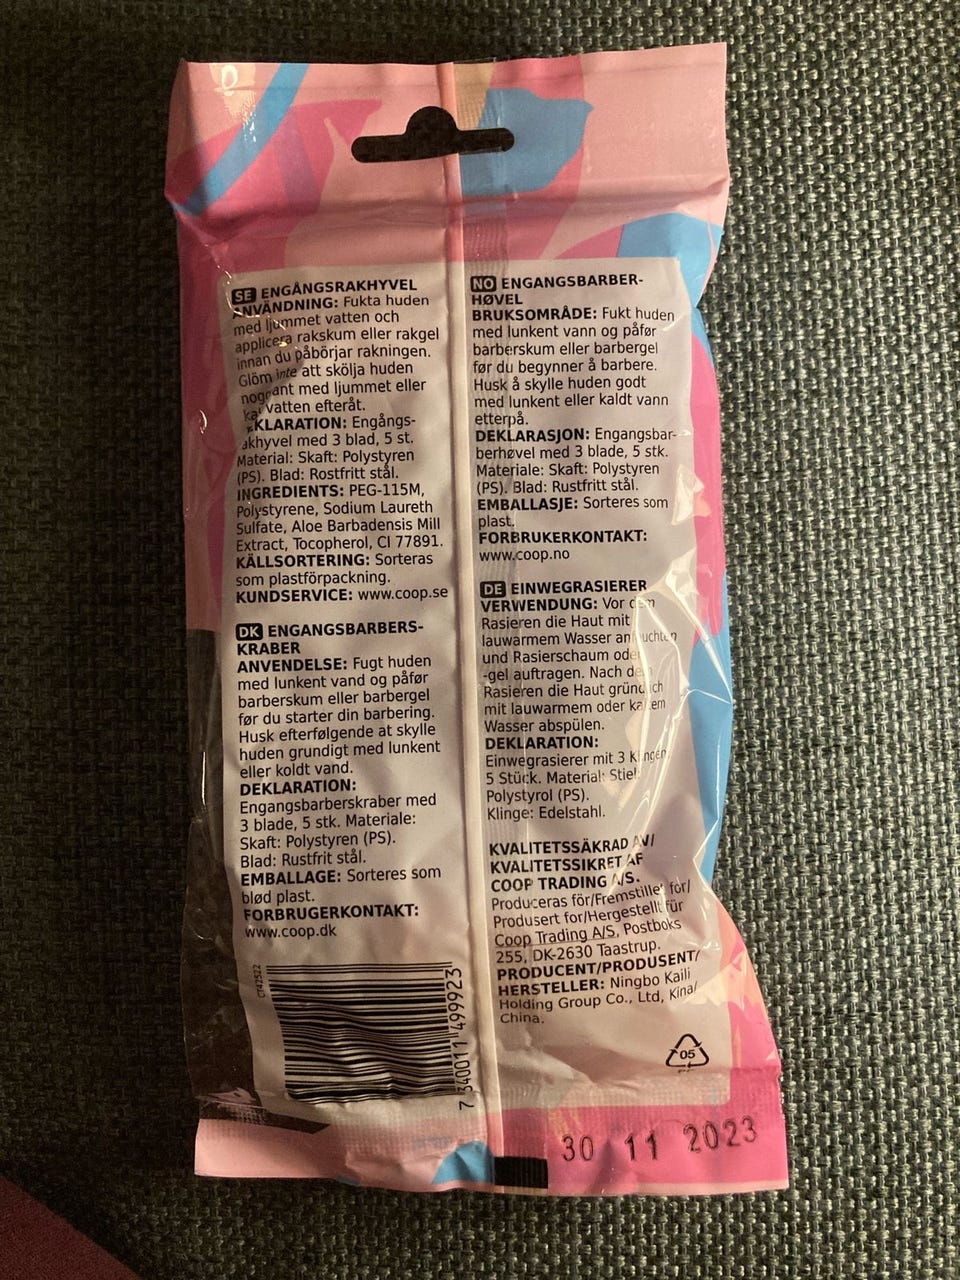 SE ENGÅNGSRAKHYVEL
ANVÄNDNING: Fukta huden
med ljummet vatten och
applicera rakskum eller rakgel
innan du påbörjar rakningen.
Glöm inte att skölja huden
med ljummet eller
vatten efteråt.
Engångs-
med 3 blad, 5 st.
Material: Skaft: Polystyren
(PS). Blad: Rostfritt stål.
INGREDIENTS: PEG-115M,
Polystyrene, Sodium Laureth
Sulfate, Aloe Barbadensis Mill
Extract, Tocopherol, CI 77891.
KÄLLSORTERING: Sorteras
som plastförpackning.
KUNDSERVICE: www.coop.se
DK ENGANGSBARBERS-
KRABER
ANVENDELSE: Fugt huden
med lunkent vand og påfør
barberskum eller barbergel
før du starter din barbering.
Husk efterfølgende at skylle
huden grundigt med lunkent
eller koldt vand.
DEKLARATION:
Engangsbarberskraber med
3 blade, 5 stk. Materiale:
Skaft: Polystyren (PS).
Blad: Rustfrit stål.
EMBALLAGE: Sorteres som
blød plast.
FORBRUGERKONTAKT:
www.coop.dk
CT42522
7 340011 499923
NO ENGANGSBARBER-
HØVEL
BRUKSOMRÅDE: Fukt huden
med lunkent vann og påfør
barberskum eller barbergel
før du begynner å barbere.
Husk å skylle huden godt
med lunkent eller kaldt vann
etterpå.
DEKLARASJON: Engangsbar-
berhøvel med 3 blade, 5 stk.
Materiale: Skaft: Polystyren
(PS). Blad: Rustfritt stål.
EMBALLASJE: Sorteres som
plast.
FORBRUKERKONTAKT:
www.coop.no
DE EINWEGRASIERER
VERWENDUNG: Vor dem
Rasieren die Haut mit
lauwarmem Wasser anfeuchten
und Rasierschaum oder
-gel auftragen. Nach dem
Rasieren die Haut gründlich
mit lauwarmem oder kaltem
Wasser abspülen.
DEKLARATION:
Einwegrasierer mit 3 Klingen,
5 Stück. Material: Stiel:
Polystyrol (PS).
Klinge: Edelstahl.
KVALITETSSÄKRAD AV/
KVALITETSSIKRET AF
COOP TRADING A/S.
Produceras för/Fremstillet for/
Produsert for/Hergestellt für
Coop Trading A/S, Postboks
255, DK-2630 Taastrup.
PRODUCENT/PRODUSENT/
HERSTELLER: Ningbo Kaili
Holding Group Co., Ltd, Kina/
China.
05
30 11 2023